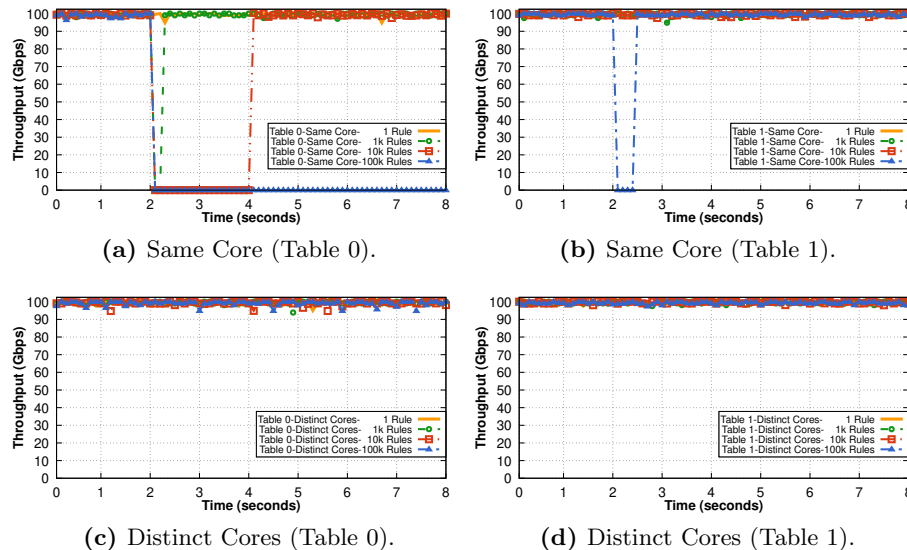 Throughput (Gbps)
100
90
80
70
60
50
40
30
20
10
0
Table 0-Same Core- 1 Rule
Table 0-Same Core- 1k Rules
Table 0-Same Core- 10k Rules
Table 0-Same Core-100k Rules
0 1 2 3 4 5 6 7 8
Time (seconds)
(a) Same Core (Table 0).
Throughput (Gbps)
100
90
80
70
60
50
40
30
20
10
0
Table 1-Same Core- 1 Rule
Table 1-Same Core- 1k Rules
Table 1-Same Core- 10k Rules
Table 1-Same Core-100k Rules
0 1 2 3 4 5 6 7 8
Time (seconds)
(b) Same Core (Table 1).
Throughput (Gbps)
100
90
80
70
60
50
40
30
20
10
0
Table 0-Distinct Cores- 1 Rule
Table 0-Distinct Cores- 1k Rules
Table 0-Distinct Cores- 10k Rules
Table 0-Distinct Cores-100k Rules
0 1 2 3 4 5 6 7 8
Time (seconds)
(c) Distinct Cores (Table 0).
Throughput (Gbps)
100
90
80
70
60
50
40
30
20
10
0
Table 1-Distinct Cores- 1 Rule
Table 1-Distinct Cores- 1k Rules
Table 1-Distinct Cores- 10k Rules
Table 1-Distinct Cores-100k Rules
0 1 2 3 4 5 6 7 8
Time (seconds)
(d) Distinct Cores (Table 1).